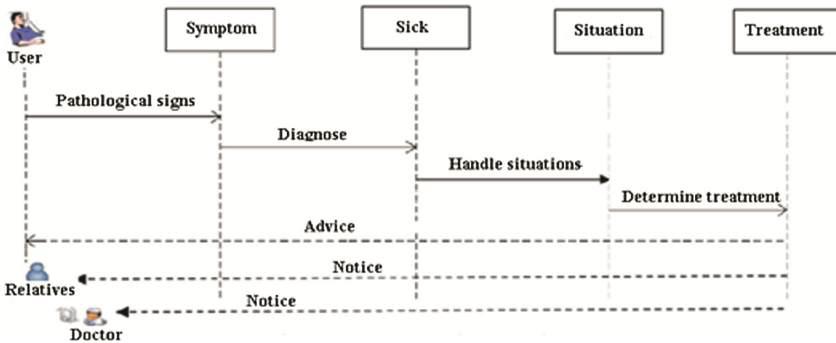 Symptom
Sick
Situation
Treatment
User
Pathological signs
Diagnose
Handle situations
Determine treatment
Advice
Notice
Relatives
Notice
Doctor